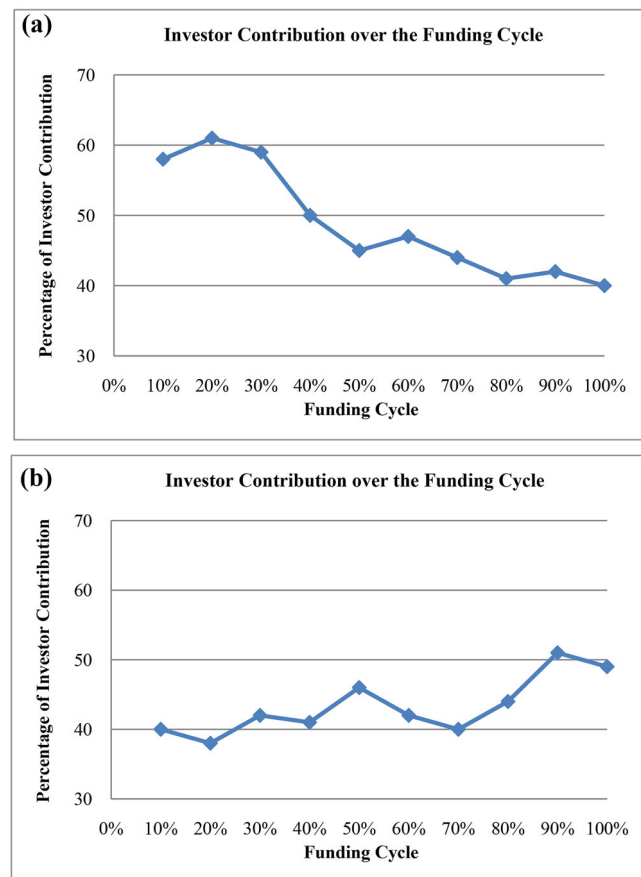 (a)
Investor Contribution over the Funding Cycle
Percentage of Investor Contribution
70
60
50
40
30
0% 10% 20% 30% 40% 50% 60% 70% 80% 90% 100%
Funding Cycle
(b)
Investor Contribution over the Funding Cycle
Percentage of Investor Contribution
70
60
50
40
30
0% 10% 20% 30% 40% 50% 60% 70% 80% 90% 100%
Funding Cycle